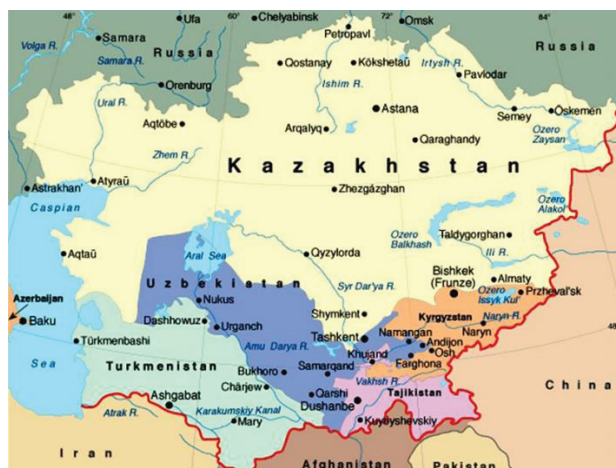 48°
60°
72°
84°
Ufa
Chelyabinsk
Omsk
Petropavl
Volga R.
Samara
Samara R.
Russia
Russia
Qostanay
Kökshetaū
Irtysh R.
Pavlodar
Orenburg
Ishim R.
Ural R.
Astana
Semey
Öskemen
Aqtöbe
Arqalyq
Qaraghandy
Ozero
Zaysan
Zhem R.
Kazakhstan
Astrakhan'
Atyraū
Zhezgázghan
Ozero
Alakol'
Caspian
Ozero
Balkhash
Taldyqorghan
Ili R.
Aqtaū
Aral Sea
Qyzylorda
Syr Dar'ya R.
Bishkek
(Frunze)
Almaty
Uzbekistan
Ozero
Issyk Kul'
Przheval'sk
Azerbaijan
Nukus
Shymkent
Kyrgyzstan
Naryn R.
Baku
Dashhowuz
Urganch
Tashkent
Namangan
Naryn
48
Sea
Türkmenbashi
Amu Darya R.
Khujand
Andijon
Osh
Farghona
Turkmenistan
Bukhoro
Samarqand
Vakhsh R.
China
Chärjew
Qarshi
Tajikistan
Ashgabat
Dushanbe
Atrak R.
Karakumskiy Kanal
Mary
Kuybyshevskiy
Iran
Afghanistan
Pakistan